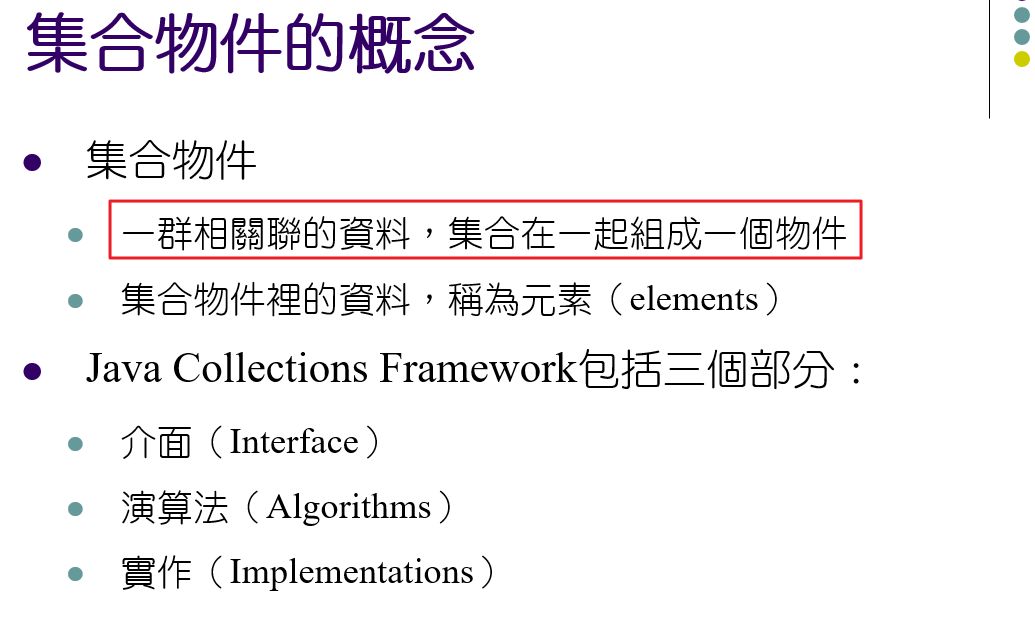 集合物件的概念
集合物件
一群相關聯的資料，集合在一起組成一個物件
集合物件裡的資料，稱為元素（elements）
Java Collections Framework包括三個部分：
介面（Interface）
演算法（Algorithms）
實作（Implementations）